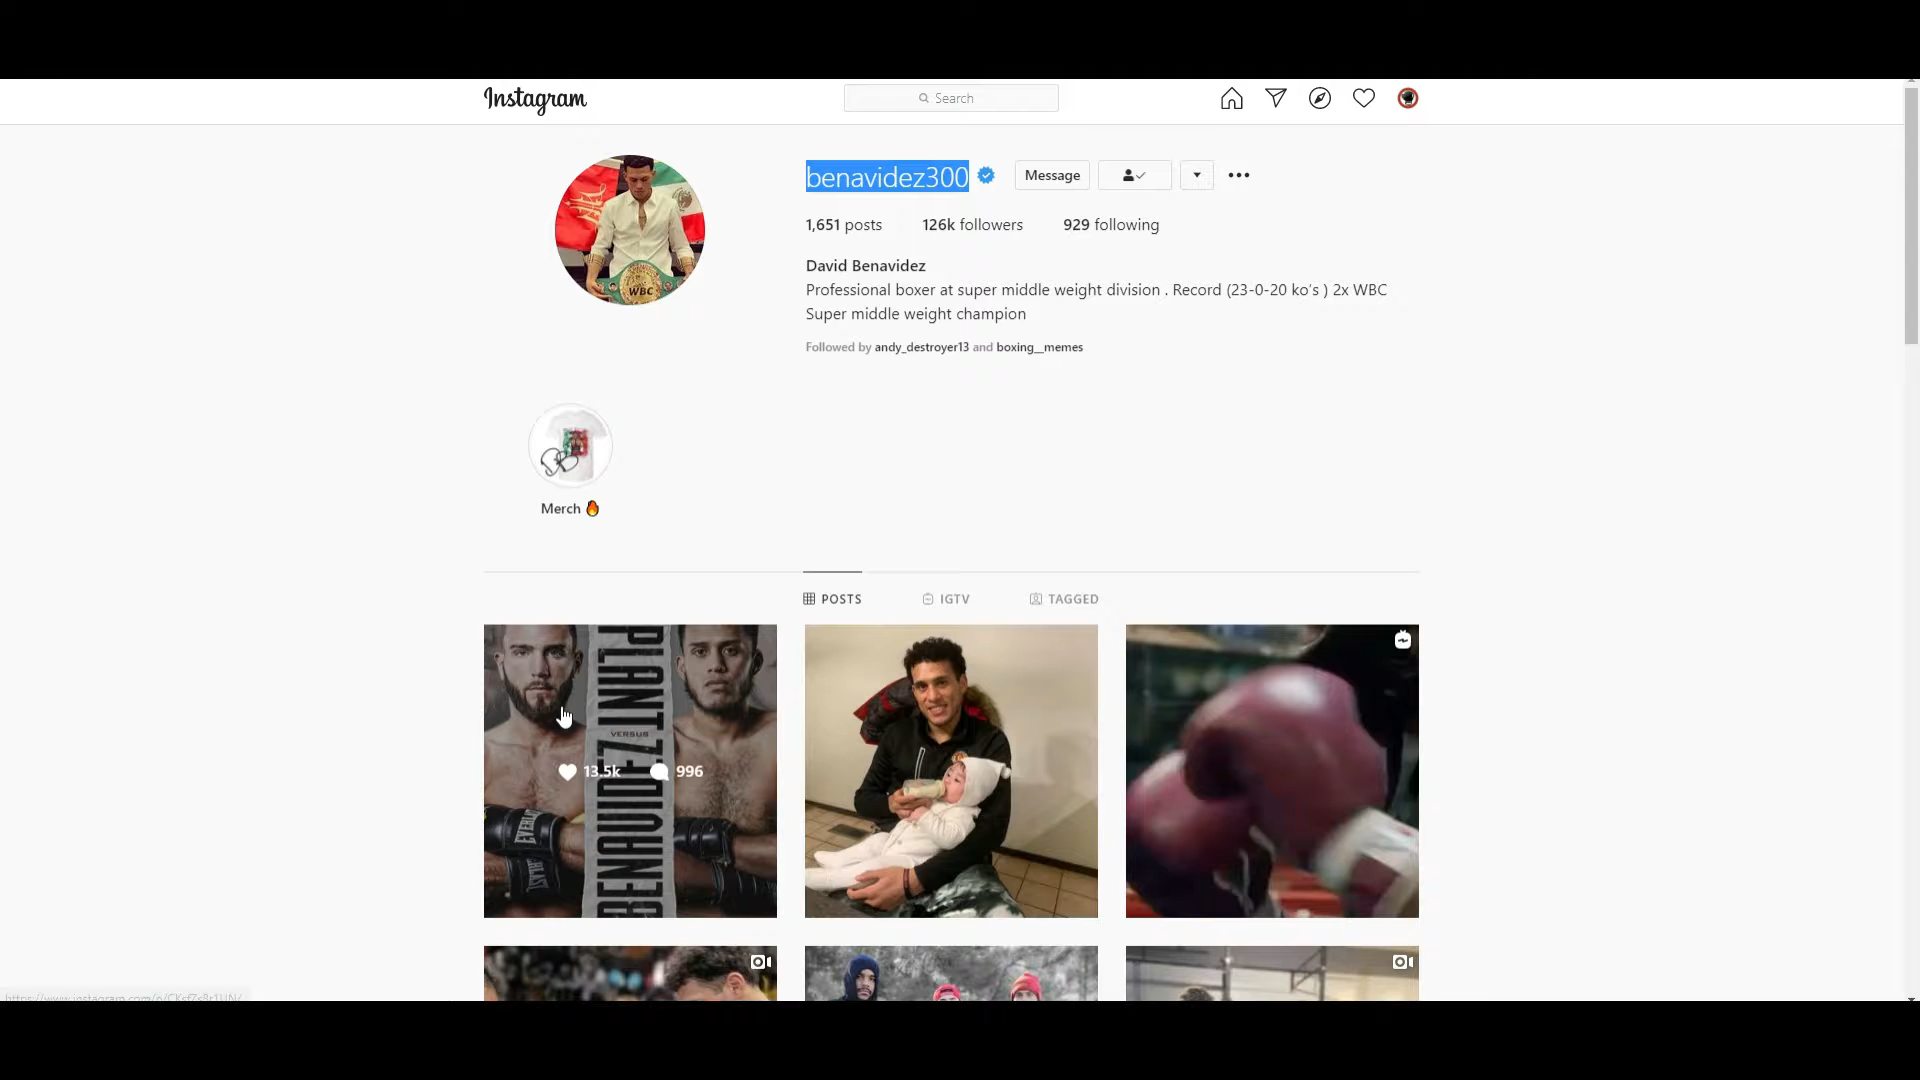 Instagram
Search
benavidez300
Message
1,651 posts 126k followers 929 following
David Benavidez
Professional boxer at super middle weight division . Record (23-0-20 ko's ) 2x WBC
Super middle weight champion
Followed by andy_destroyer13 and boxing__memes
WBC
Merch 🔥
POSTS IGTV TAGGED
PLANT
VERSUS
BENAVIDEZ
13.5k 996
EVERLAST